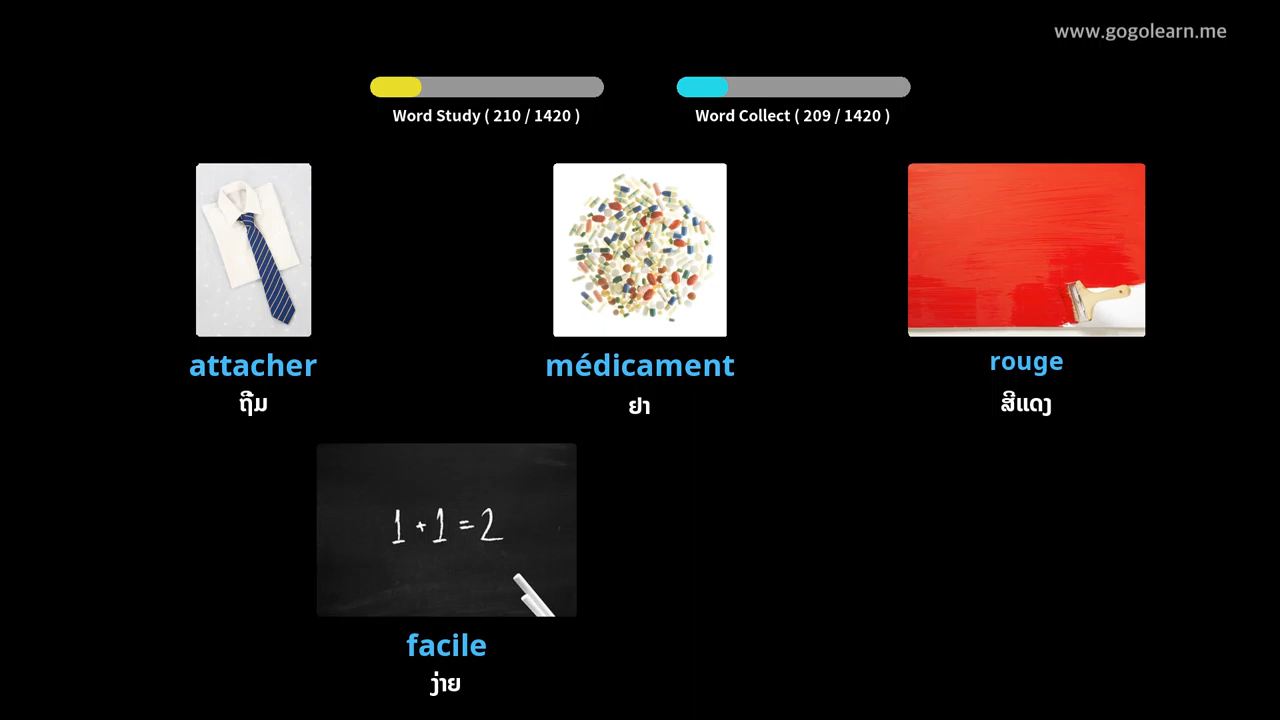 www.gogolearn.me
Word Study ( 210 / 1420 )
Word Collect ( 209 / 1420 )
attacher
ຖີ້ມ
médicament
ຢາ
rouge
ສີແດງ
1 + 1 = 2
facile
ງ່າຍ